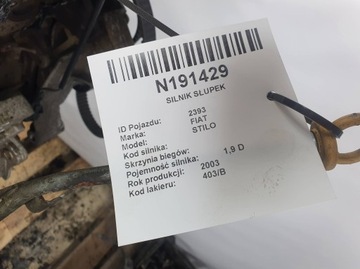 N191429
SILNIK SŁUPEK
ID Pojazdu: 2393
Marka: FIAT
Model: STILO
Kod silnika:
Skrzynia biegów:
Pojemność silnika: 1,9 D
Rok produkcji: 2003
Kod lakieru: 403/B